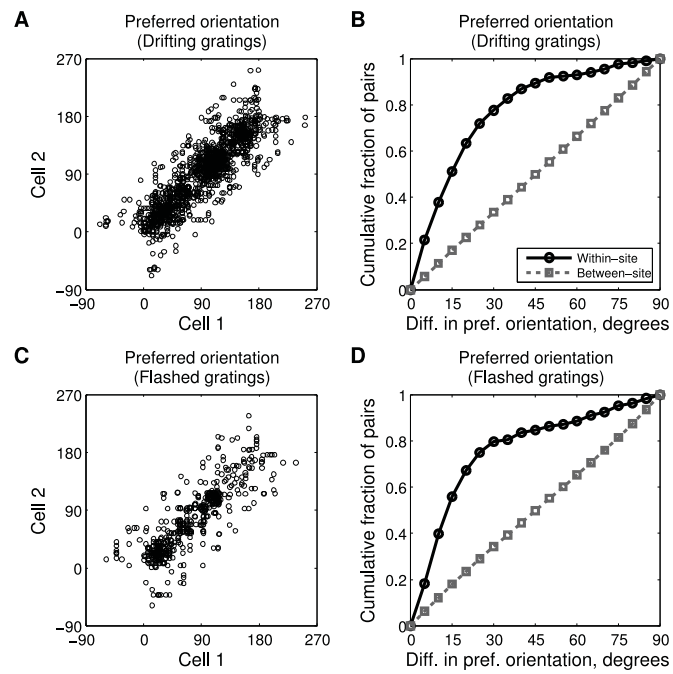 A
Preferred orientation
(Drifting gratings)
270
180
90
0
−90
Cell 2
−90
0
90
180
270
Cell 1
B
Preferred orientation
(Drifting gratings)
1
0.8
0.6
0.4
0.2
0
Cumulative fraction of pairs
Within−site
Between−site
0
15
30
45
60
75
90
Diff. in pref. orientation, degrees
C
Preferred orientation
(Flashed gratings)
270
180
90
0
−90
Cell 2
−90
0
90
180
270
Cell 1
D
Preferred orientation
(Flashed gratings)
1
0.8
0.6
0.4
0.2
0
Cumulative fraction of pairs
0
15
30
45
60
75
90
Diff. in pref. orientation, degrees